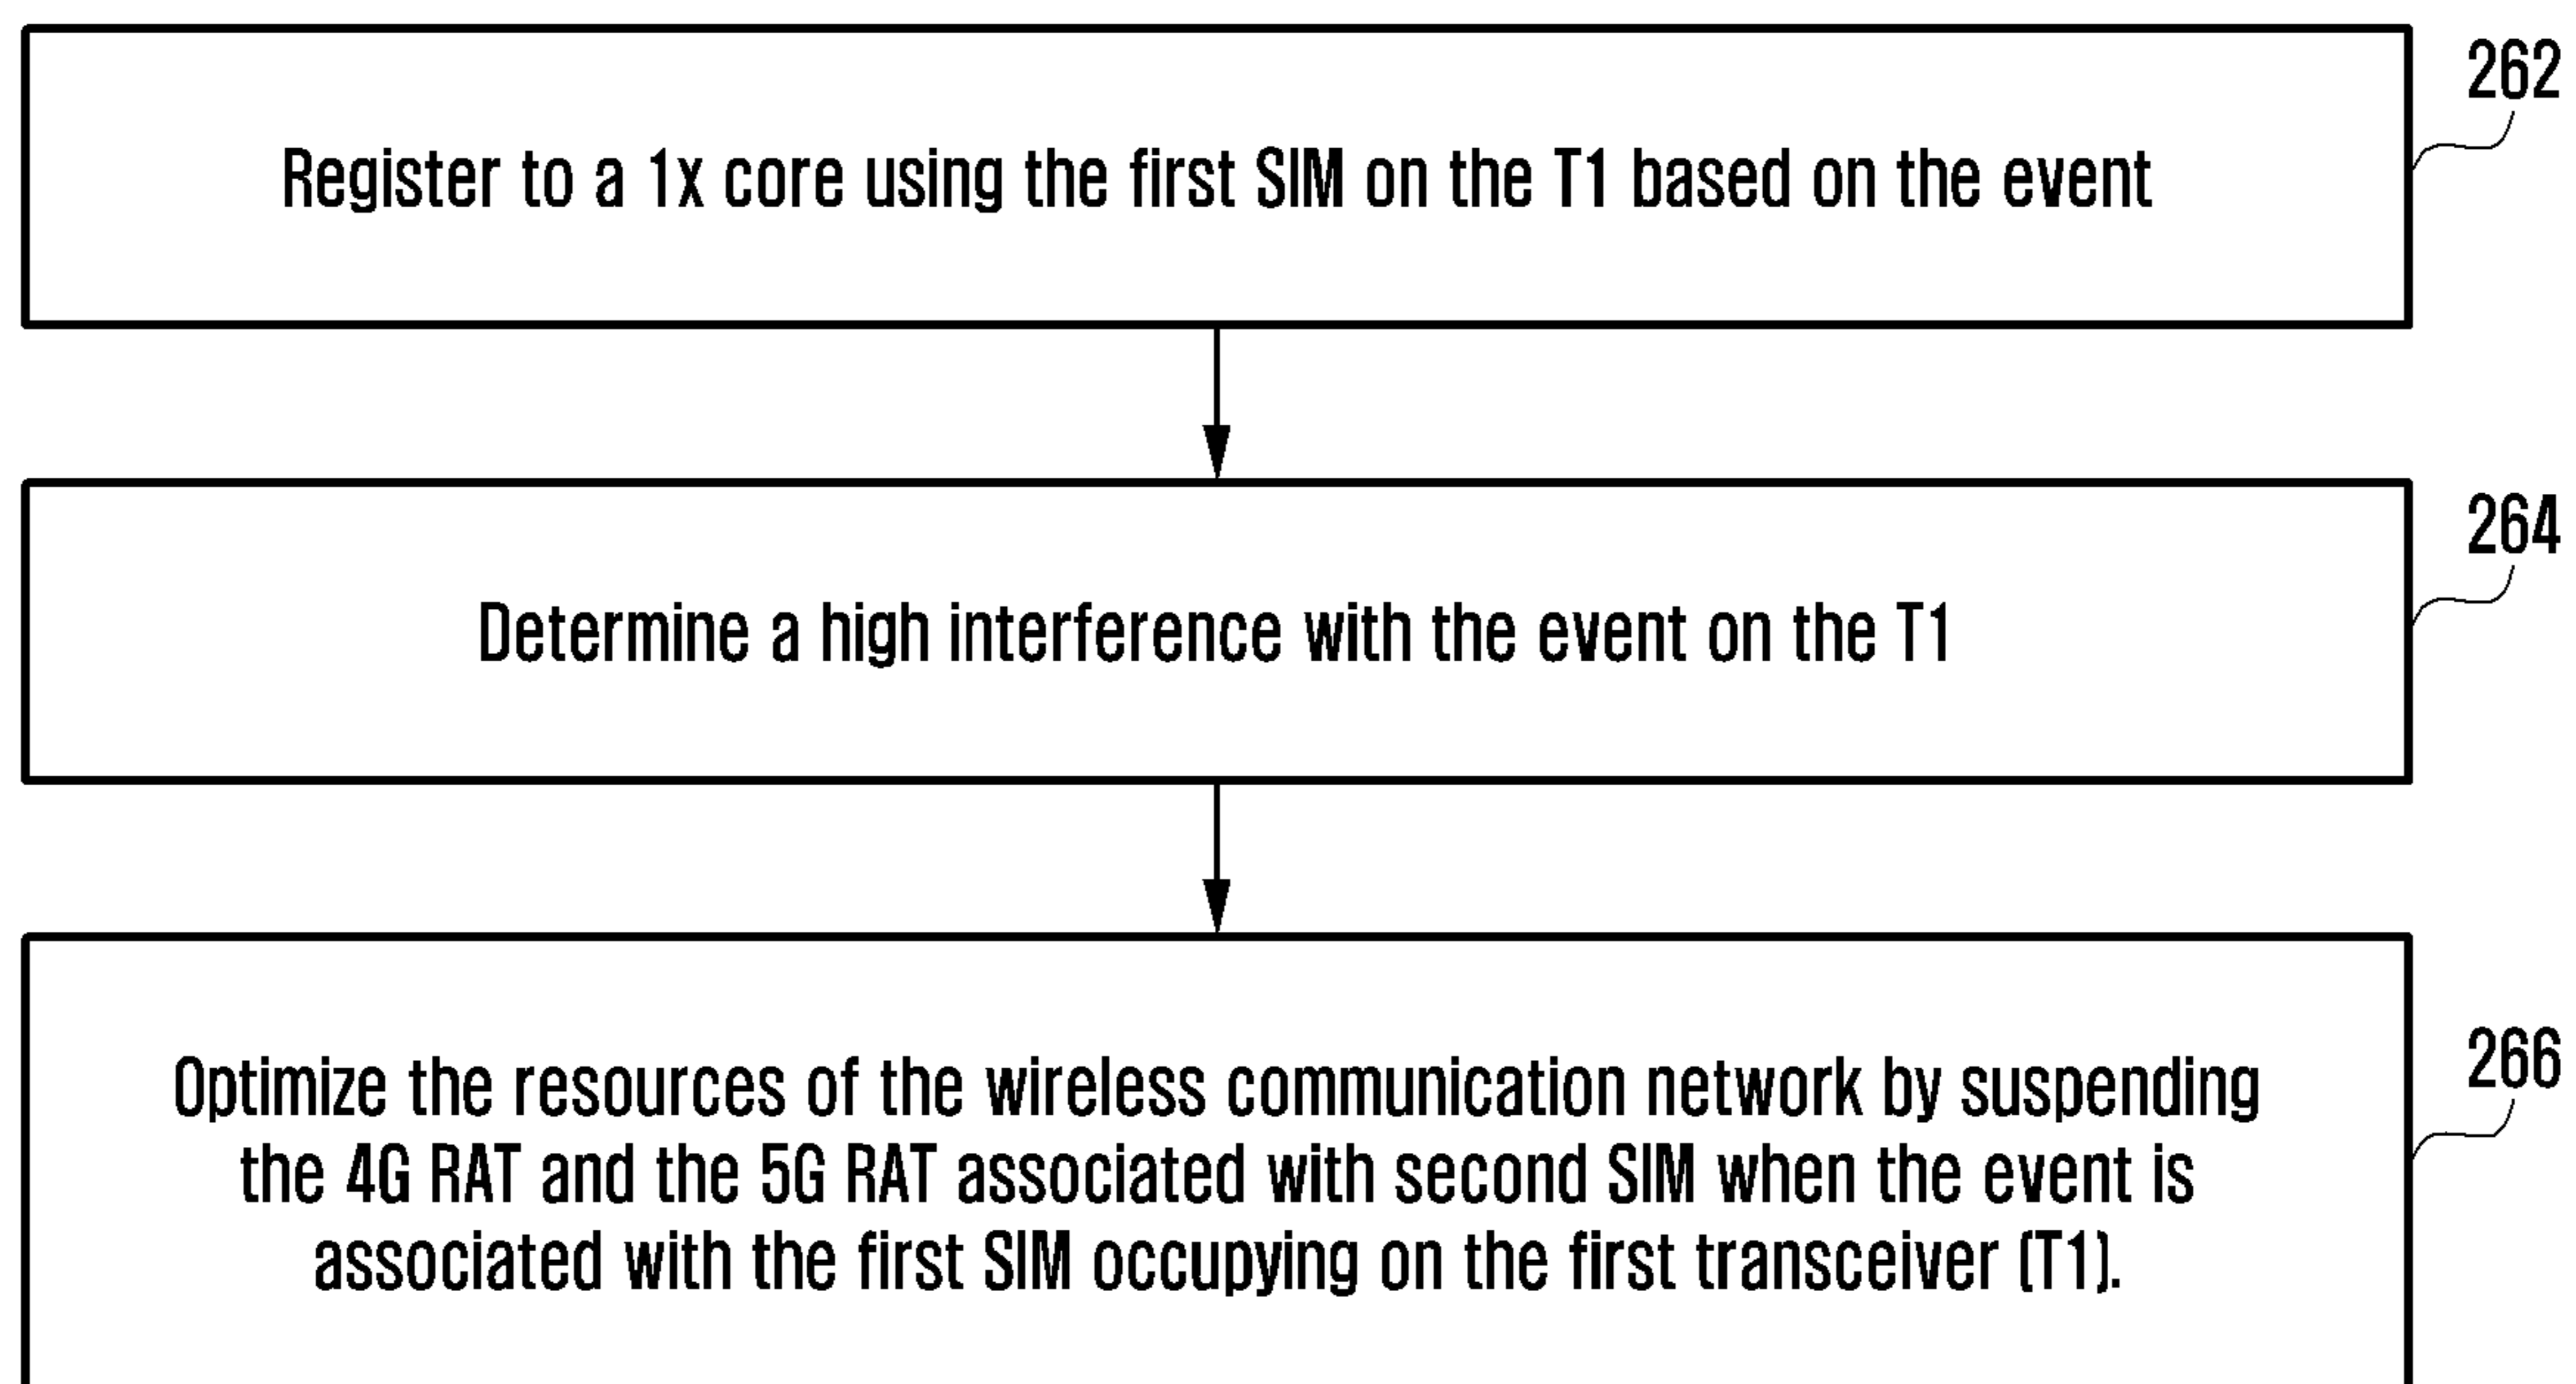 262
Register to a 1x core using the first SIM on the T1 based on the event
264
Determine a high interference with the event on the T1
266
Optimize the resources of the wireless communication network by suspending
the 4G RAT and the 5G RAT associated with second SIM when the event is
associated with the first SIM occupying on the first transceiver (T1).